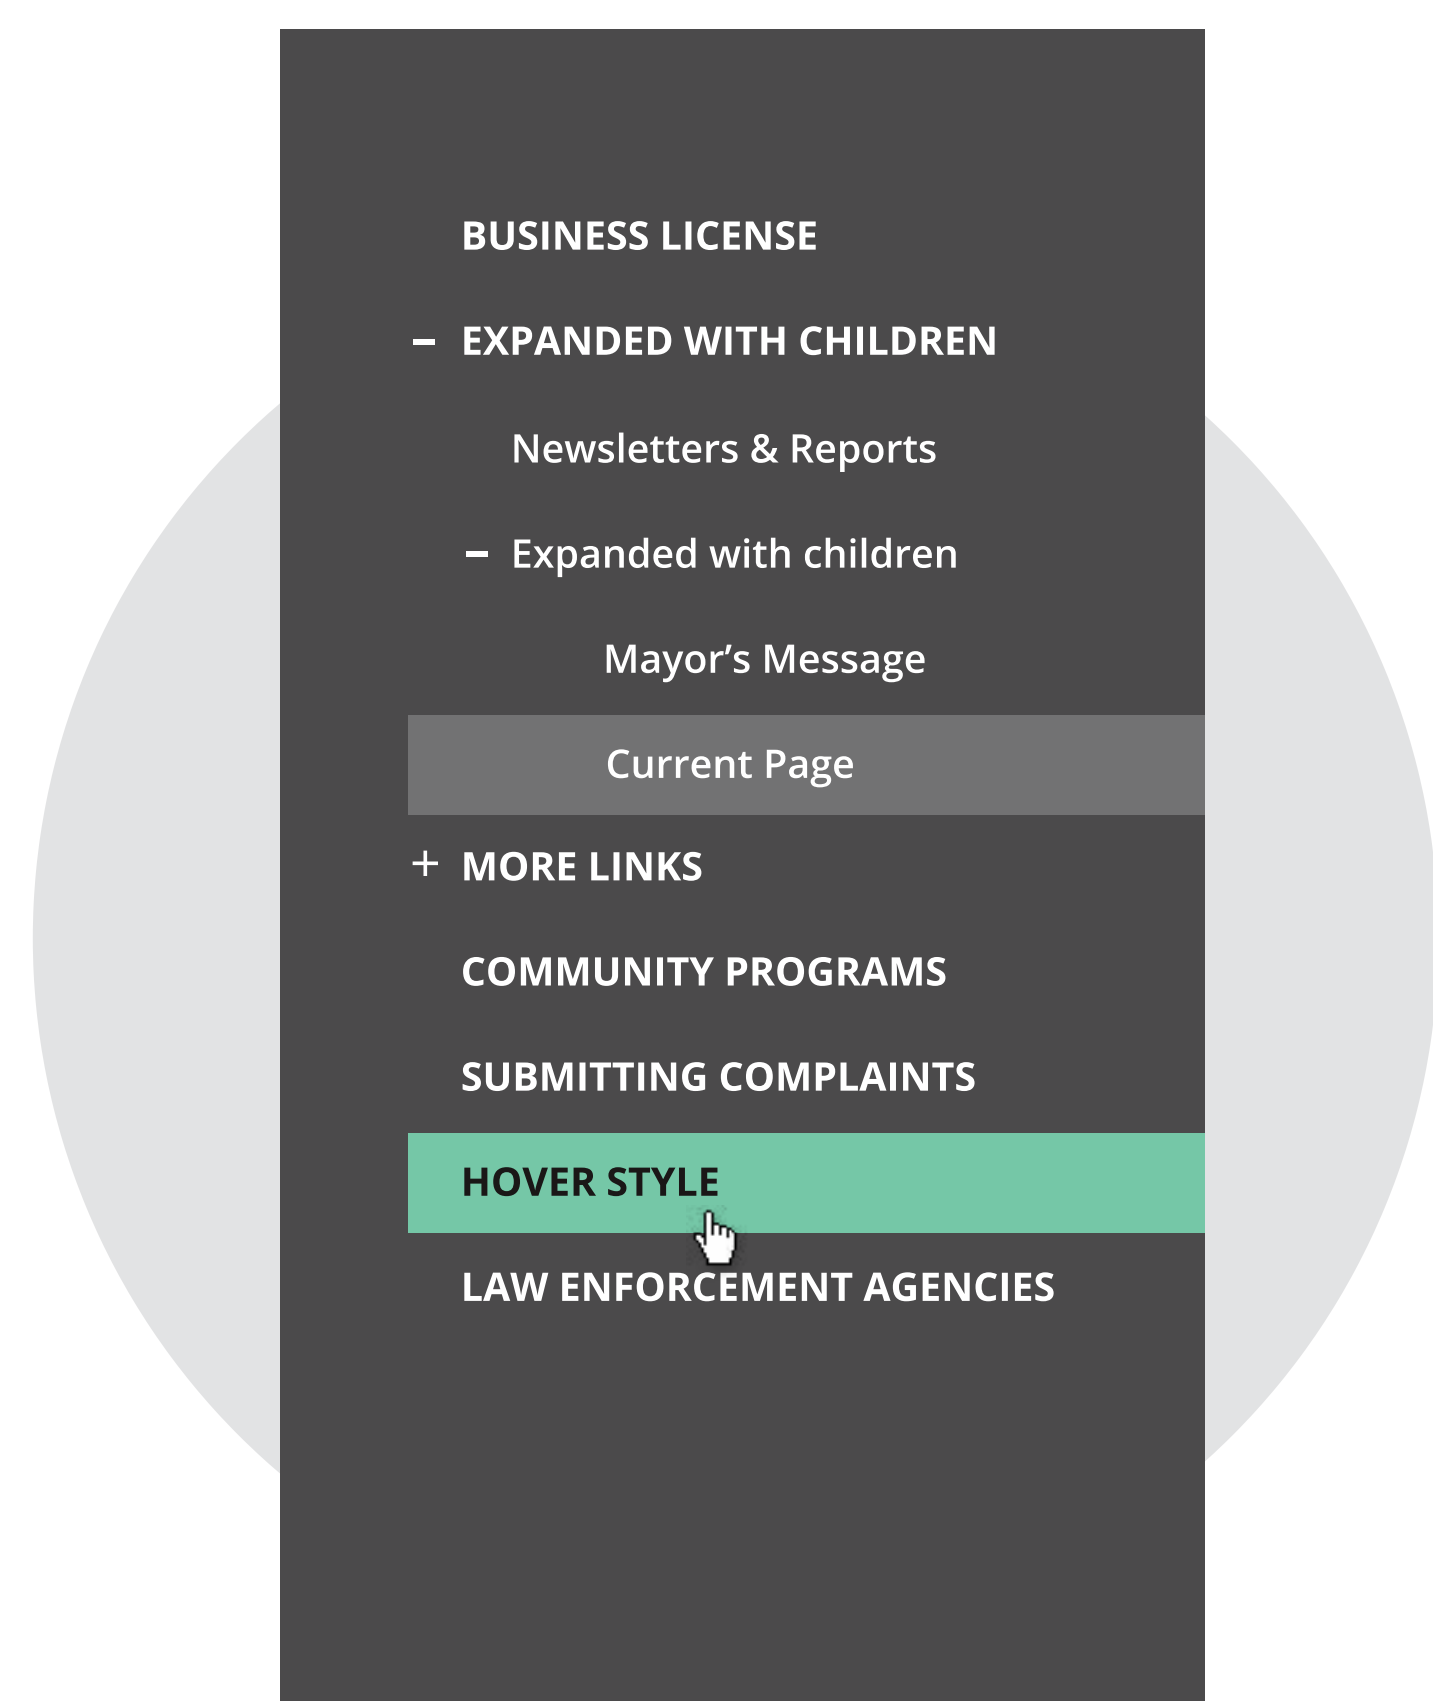 BUSINESS LICENSE
– EXPANDED WITH CHILDREN
Newsletters & Reports
– Expanded with children
Mayor’s Message
Current Page
+ MORE LINKS
COMMUNITY PROGRAMS
SUBMITTING COMPLAINTS
HOVER STYLE
LAW ENFORCEMENT AGENCIES